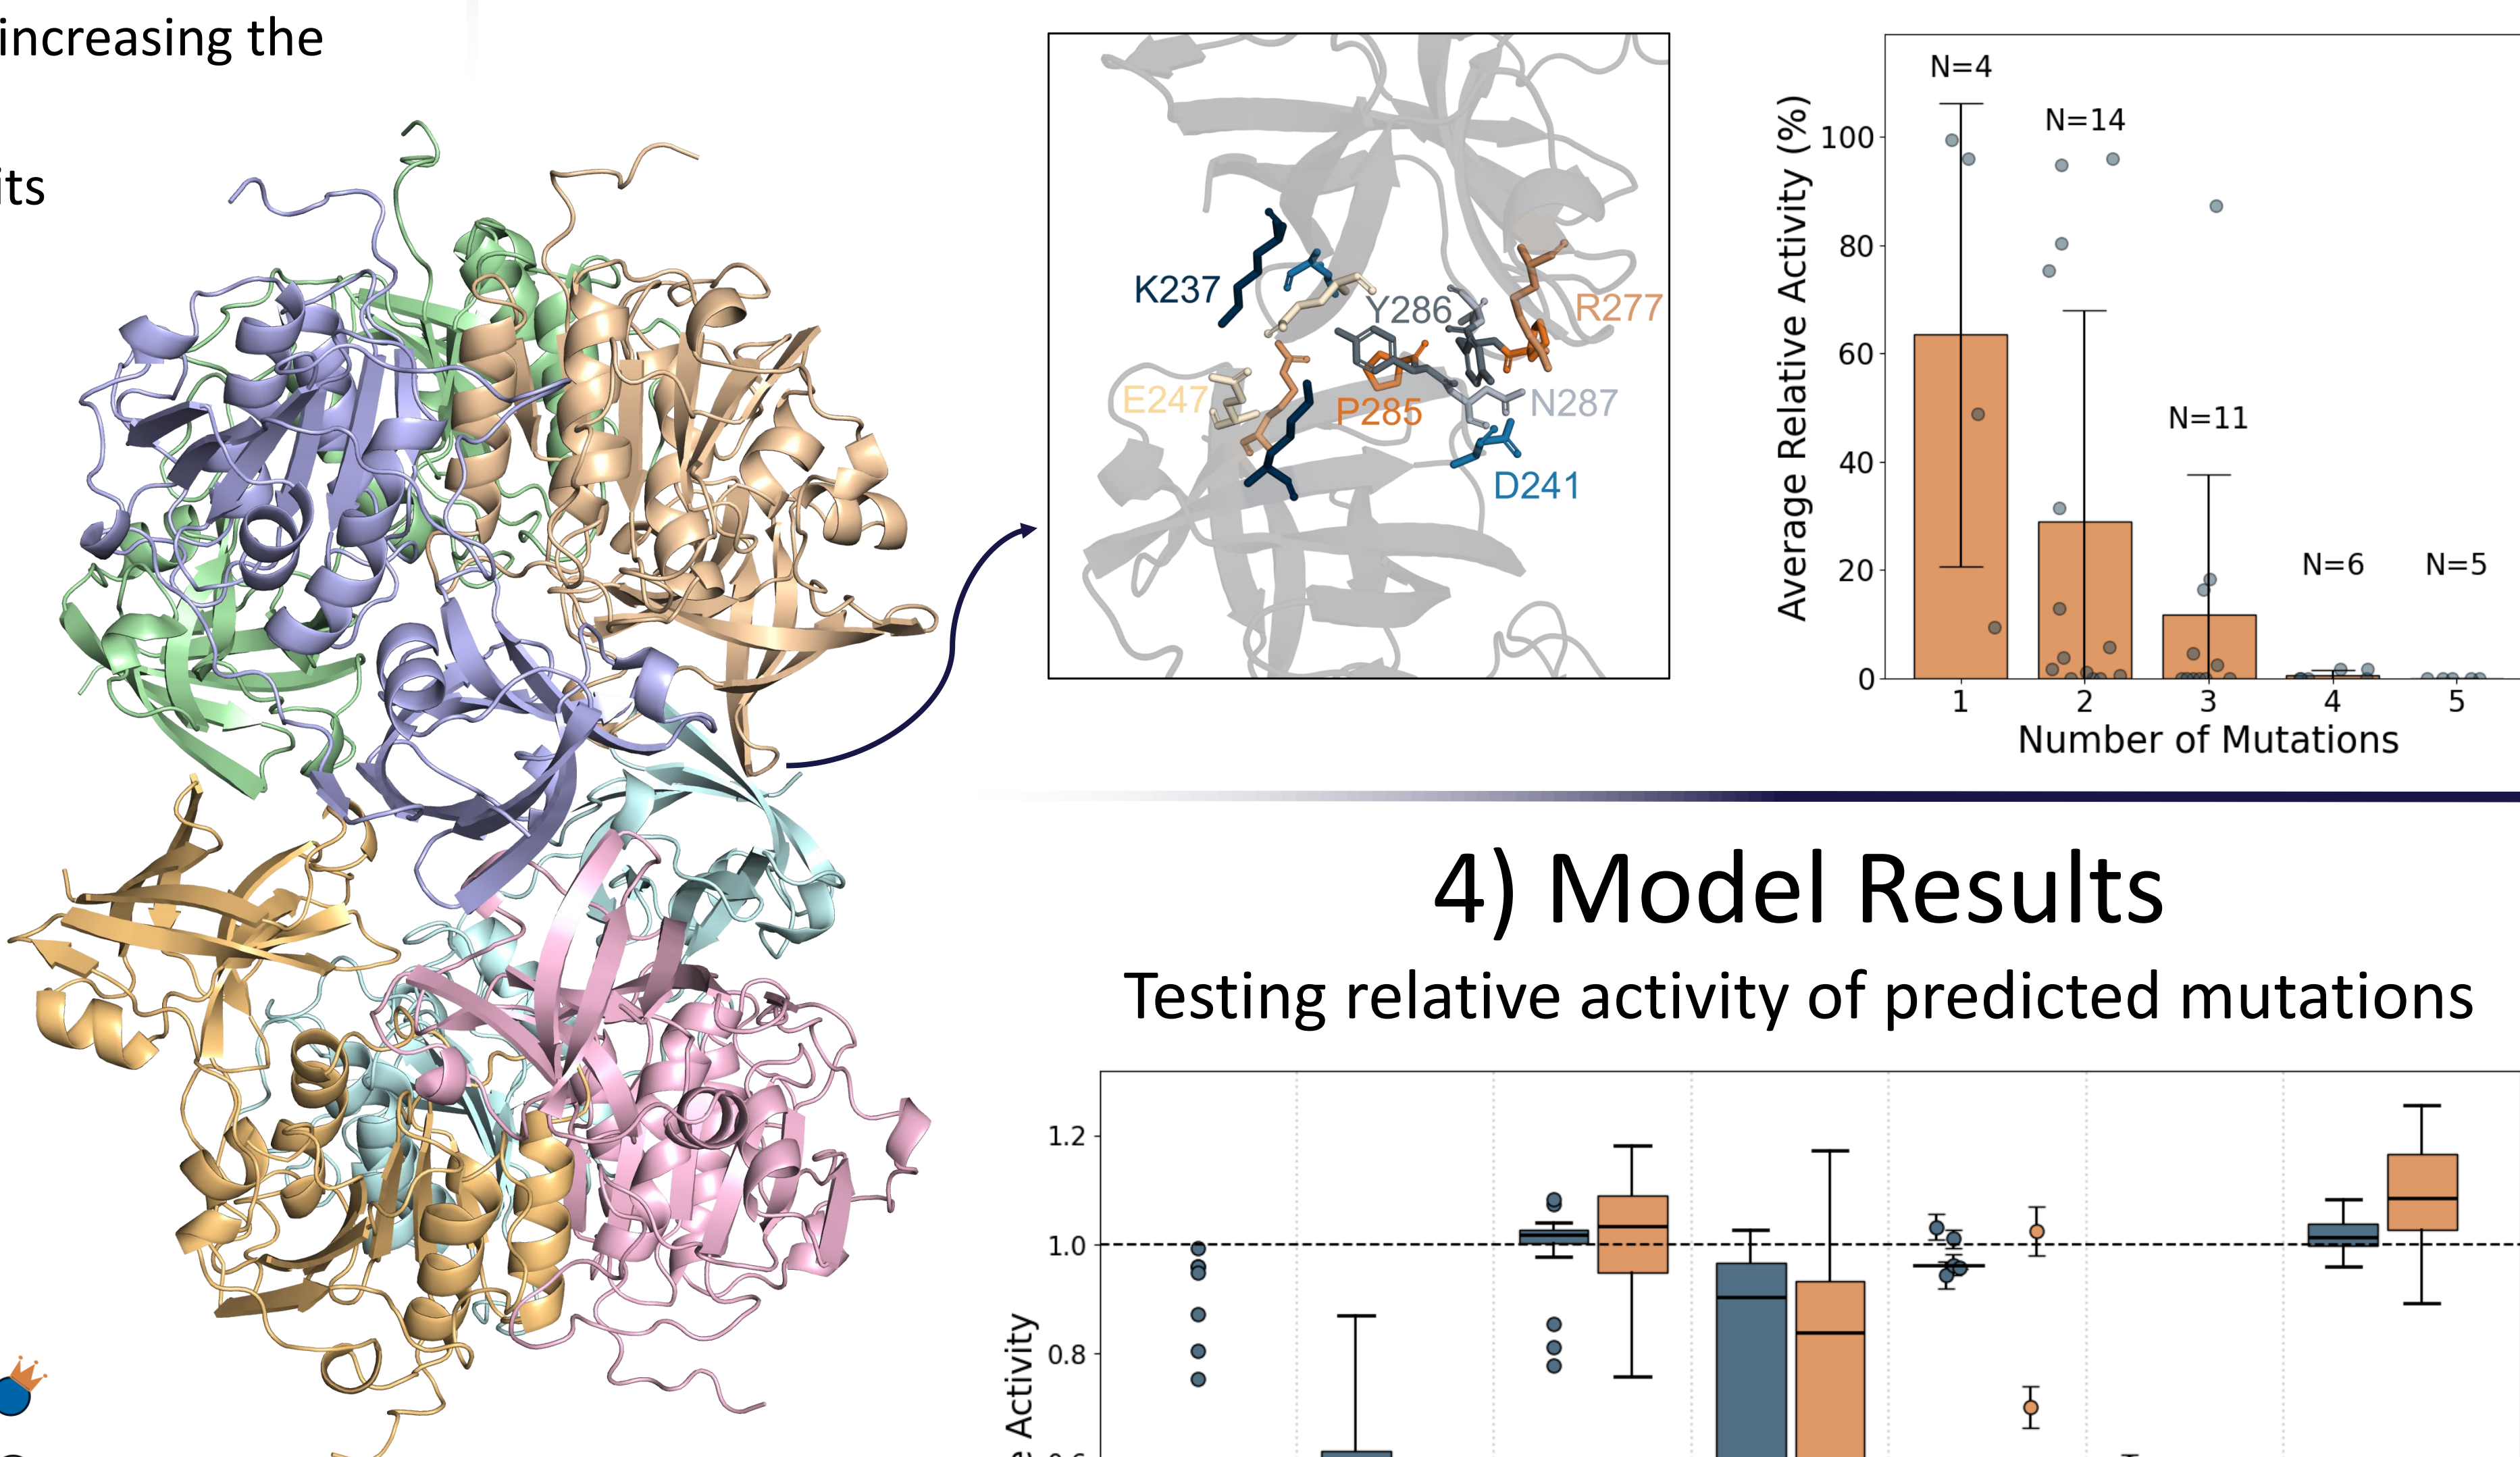 increasing the
its
K237
Y286
R277
E247
P285
N287
D241
Average Relative Activity (%)
100
80
60
40
20
0
N=4
N=14
N=11
N=6
N=5
1 2 3 4 5
Number of Mutations
4) Model Results
Testing relative activity of predicted mutations
1.2
1.0
0.8
Activity